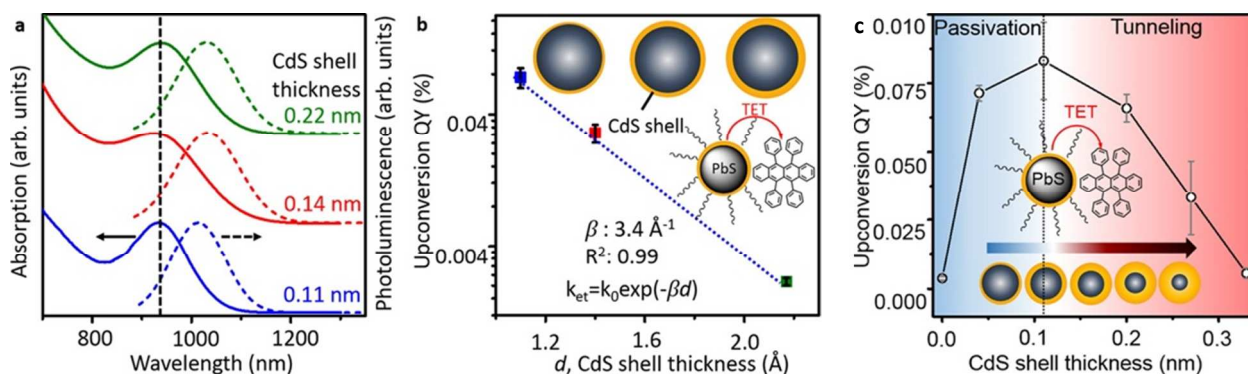 a
Absorption (arb. units)
CdS shell
thickness
0.22 nm
0.14 nm
0.11 nm
800 1000 1200
Wavelength (nm)
Photoluminescence (arb. units)
b
Upconversion QY (%)
0.04
0.004
CdS shell
TET
PbS
β : 3.4 Å-1
R2: 0.99
ket=k0exp(-βd)
1.2 1.6 2.0
d, CdS shell thickness (Å)
c
Upconversion QY (%)
0.010
0.075
0.050
0.025
0.000
Passivation
Tunneling
TET
PbS
0.0 0.1 0.2 0.3
CdS shell thickness (nm)